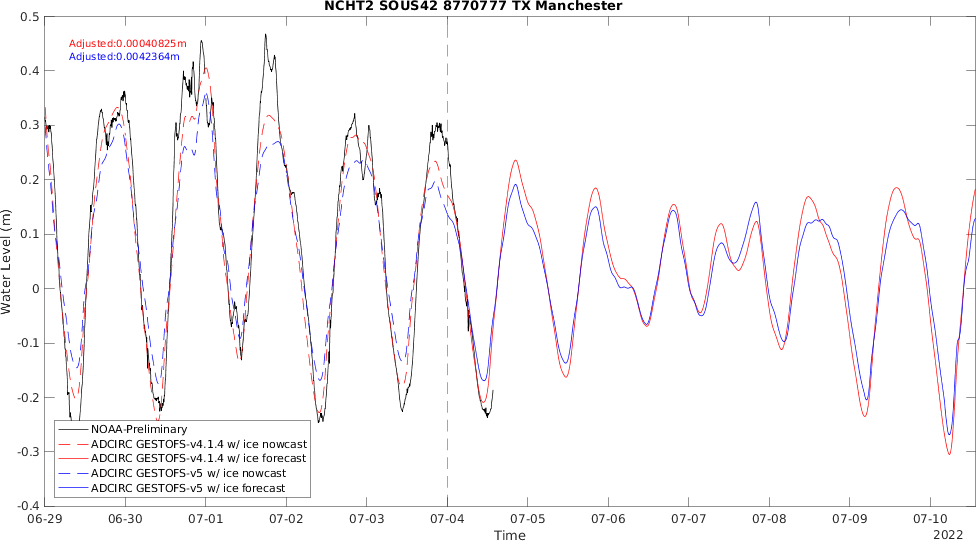 NCHT2 SOUS42 8770777 TX Manchester
0.5
Adjusted:0.00040825m
Adjusted:0.0042364m
0.4
0.3
0.2
0.1
0
-0.1
-0.2
-0.3
-0.4
Water Level (m)
NOAA-Preliminary
ADCIRC GESTOFS-v4.1.4 w/ ice nowcast
ADCIRC GESTOFS-v4.1.4 w/ ice forecast
ADCIRC GESTOFS-v5 w/ ice nowcast
ADCIRC GESTOFS-v5 w/ ice forecast
06-29 06-30 07-01 07-02 07-03 07-04 07-05 07-06 07-07 07-08 07-09 07-10
Time
2022